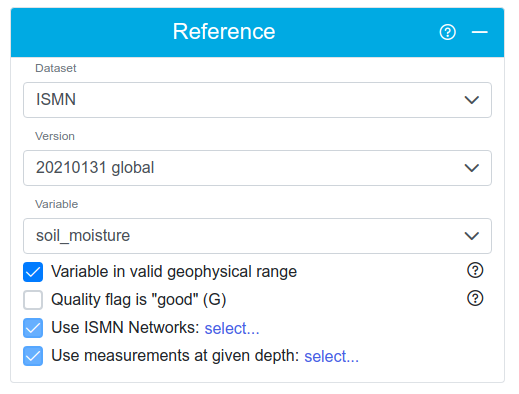 Reference
Dataset
ISMN
Version
20210131 global
Variable
soil_moisture
Variable in valid geophysical range
Quality flag is "good" (G)
Use ISMN Networks: select...
Use measurements at given depth: select...